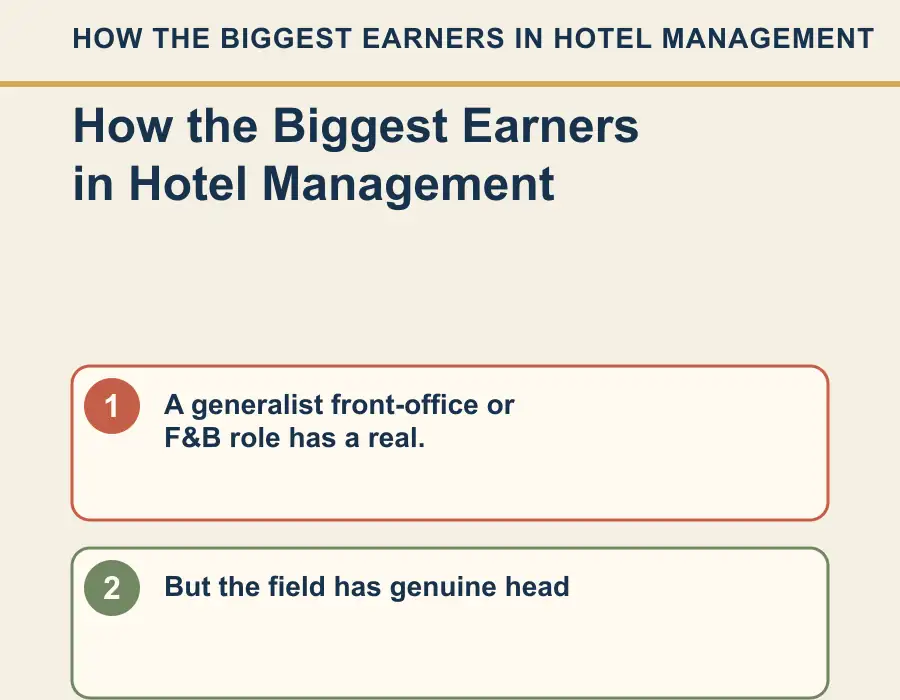 HOW THE BIGGEST EARNERS IN HOTEL MANAGEMENT
How the Biggest Earners
in Hotel Management
1
A generalist front-office or
F&B role has a real.
2
But the field has genuine head